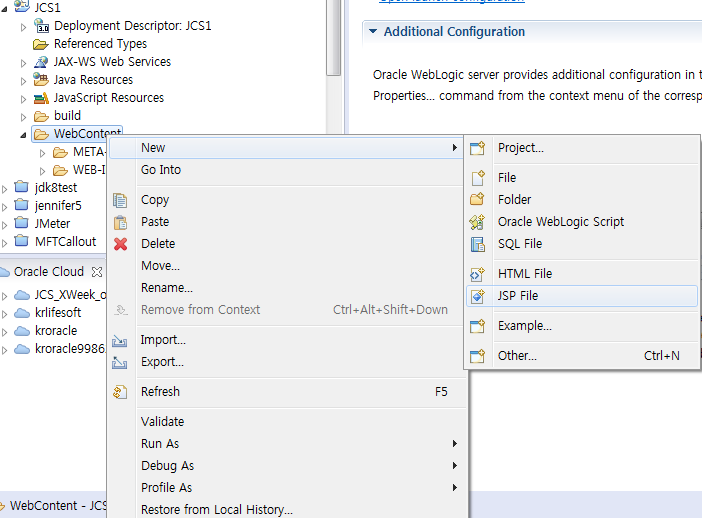 JCS1
Deployment Descriptor: JCS1
Referenced Types
JAX-WS Web Services
Java Resources
JavaScript Resources
build
WebContent
META-
WEB-I
jdk8test
jennifer5
JMeter
MFTCallout
Oracle Cloud
JCS_XWeek_o
krlifesoft
kroracle
kroracle9986
WebContent - JCS
Additional Configuration
Oracle WebLogic server provides additional configuration in t
Properties... command from the context menu of the corresp
New
Go Into
Copy
Paste
Delete
Move...
Rename...
Remove from Context Ctrl+Alt+Shift+Down
Import...
Export...
Refresh F5
Validate
Run As
Debug As
Profile As
Restore from Local History...
Project...
File
Folder
Oracle WebLogic Script
SQL File
HTML File
JSP File
Example...
Other... Ctrl+N